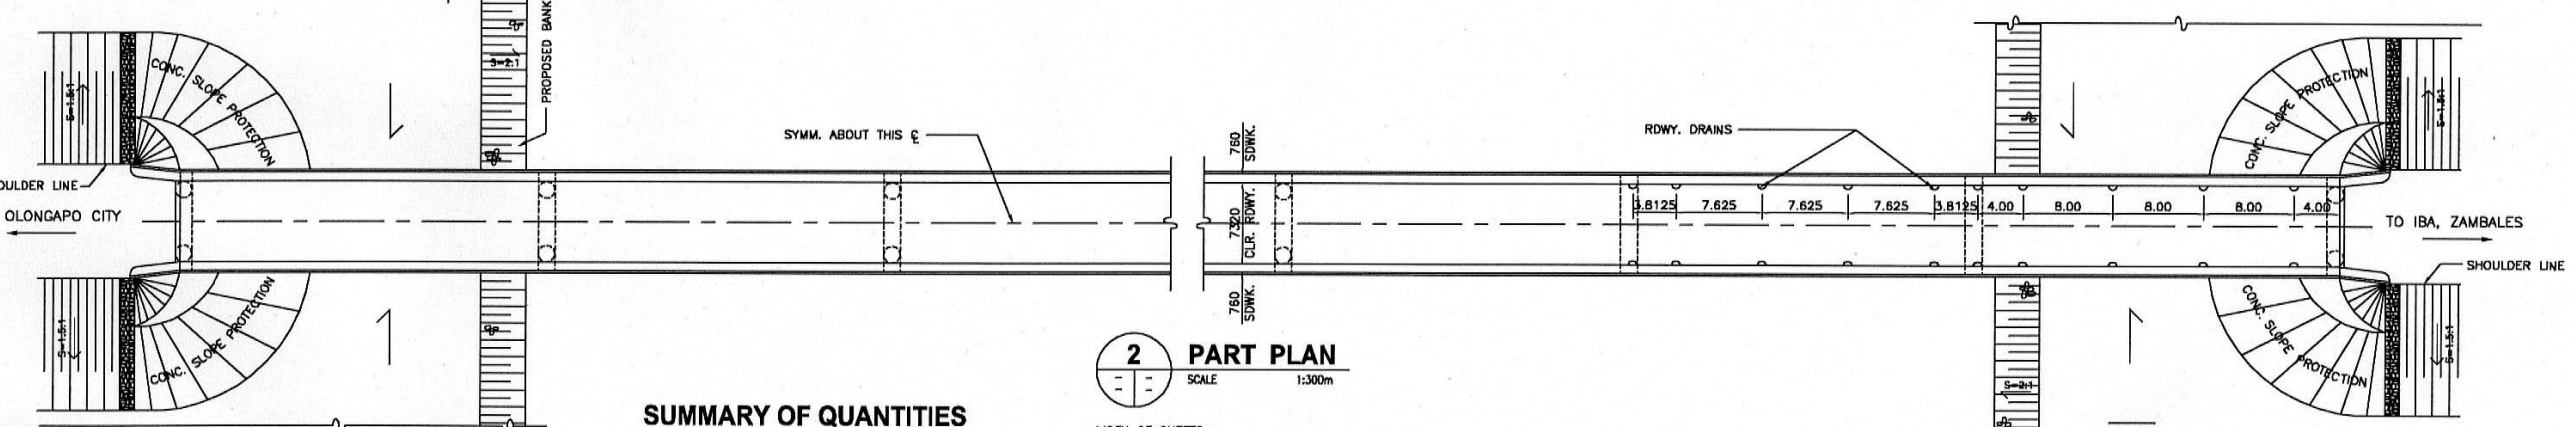 PROPOSED BANK
S=2:1
CONC. SLOPE PROTECTION
S=1.5:1
SYMM. ABOUT THIS ℄
760
SDWK.
RDWY. DRAINS
CONC. SLOPE PROTECTION
S=1.5:1
OULDER LINE
OLONGAPO CITY
7320
CLR. RDWY.
3.8125
7.625
7.625
7.625
3.8125
4.00
8.00
8.00
8.00
4.00
TO IBA, ZAMBALES
SHOULDER LINE
S=1.5:1
CONC. SLOPE PROTECTION
760
SDWK.
CONC. SLOPE PROTECTION
S=1.5:1
S=2:1
2
PART PLAN
SCALE 1:300m
SUMMARY OF QUANTITIES